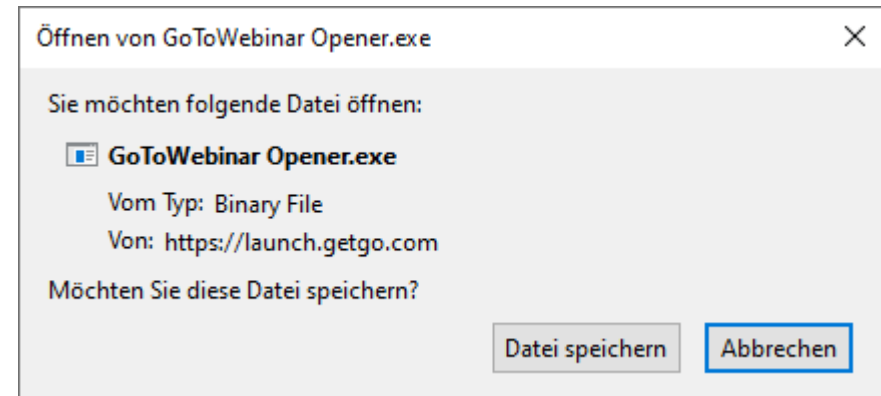 Öffnen von GoToWebinar Opener.exe
Sie möchten folgende Datei öffnen:
GoToWebinar Opener.exe
Vom Typ: Binary File
Von: https://launch.getgo.com
Möchten Sie diese Datei speichern?
Datei speichern Abbrechen